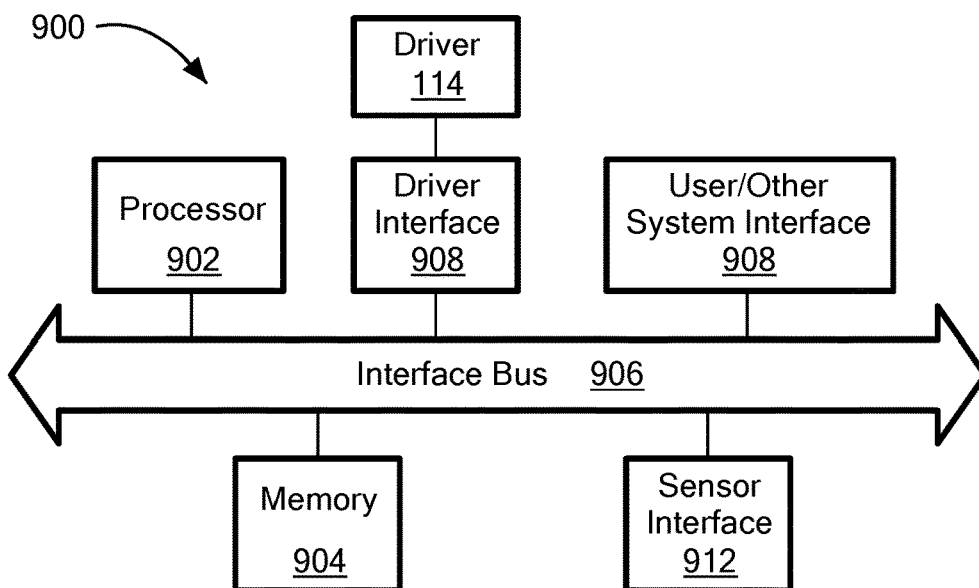 900
Driver
114
Processor
902
Driver
Interface
908
User/Other
System Interface
908
Interface Bus 906
Memory
904
Sensor
Interface
912